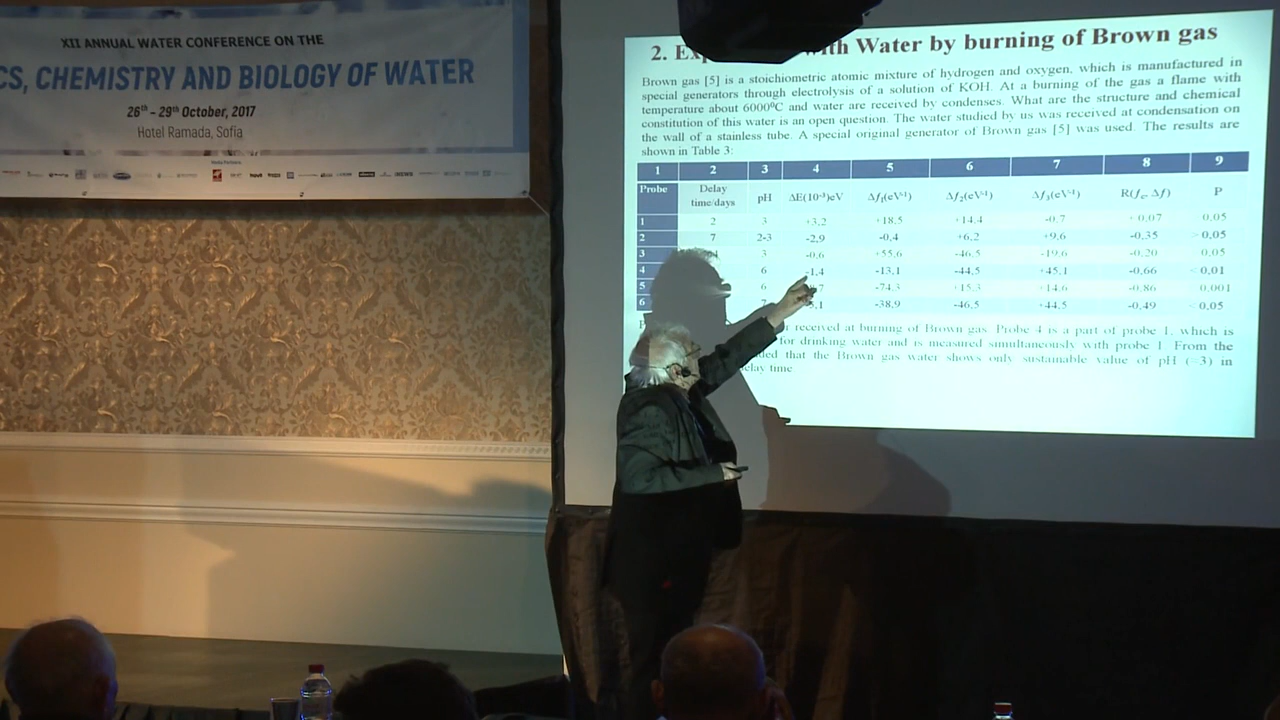 XII ANNUAL WATER CONFERENCE ON THE
CS, CHEMISTRY AND BIOLOGY OF WATER
26th – 29th October, 2017
Hotel Ramada, Sofia
Media Partners
2. Ex with Water by burning of Brown gas
Brown gas [5] is a stoichiometric atomic mixture of hydrogen and oxygen, which is manufactured in
special generators through electrolysis of a solution of KOH. At a burning of the gas a flame with
temperature about 6000⁰C and water are received by condenses. What are the structure and chemical
constitution of this water is an open question. The water studied by us was received at condensation on
the wall of a stainless tube. A special original generator of Brown gas [5] was used. The results are
shown in Table 3:
1 2 3 4 5 6 7 8 9
Probe Delay time/days pH ΔE(10⁻³)eV Δf₁(eV⁻¹) Δf₂(eV⁻¹) Δf₃(eV⁻¹) R(fc, Δf) P
1 2 3 +3,2 +18,5 +14,4 -0,7 +0,07 0,05
2 7 2-3 -2,9 -0,4 +6,2 +9,6 -0,35 >0,05
3 3 -0,6 +55,6 -46,5 -19,6 -0,20 0,05
4 6 -1,4 -13,1 -44,5 +45,1 -0,66 <0,01
5 6 -74,3 +15,3 +14,6 -0,86 0,001
6 5,1 -38,9 -46,5 +44,5 -0,49 <0,05
received at burning of Brown gas. Probe 4 is a part of probe 1, which is
for drinking water and is measured simultaneously with probe 1. From the
ded that the Brown gas water shows only sustainable value of pH (~3) in
elay time